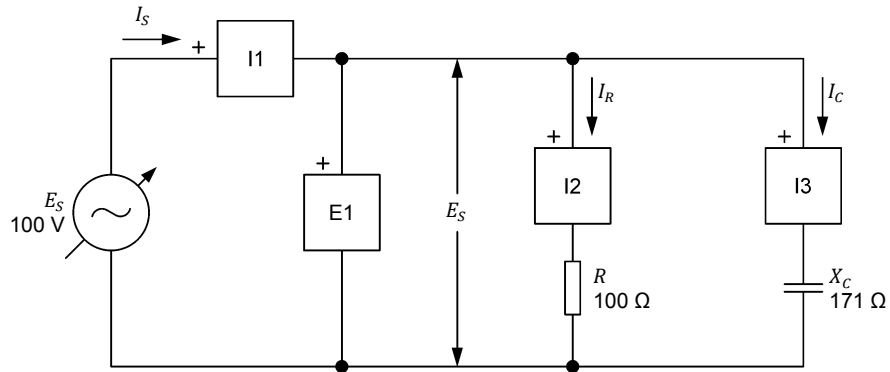 I_S
+
I1
I_R
I_C
+
+
+
I2
I3
E_S
100 V
E1
E_S
R
100 Ω
X_C
171 Ω